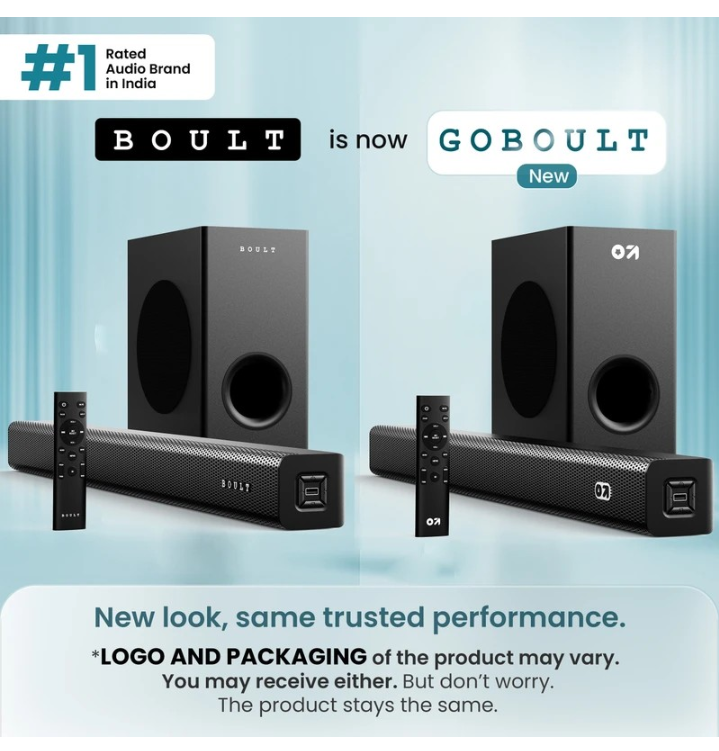 #1 Rated
Audio Brand
in India
BOULT is now GOBOULT
New
BOULT
BOULT
BOULT
New look, same trusted performance.
*LOGO AND PACKAGING of the product may vary.
You may receive either. But don't worry.
The product stays the same.